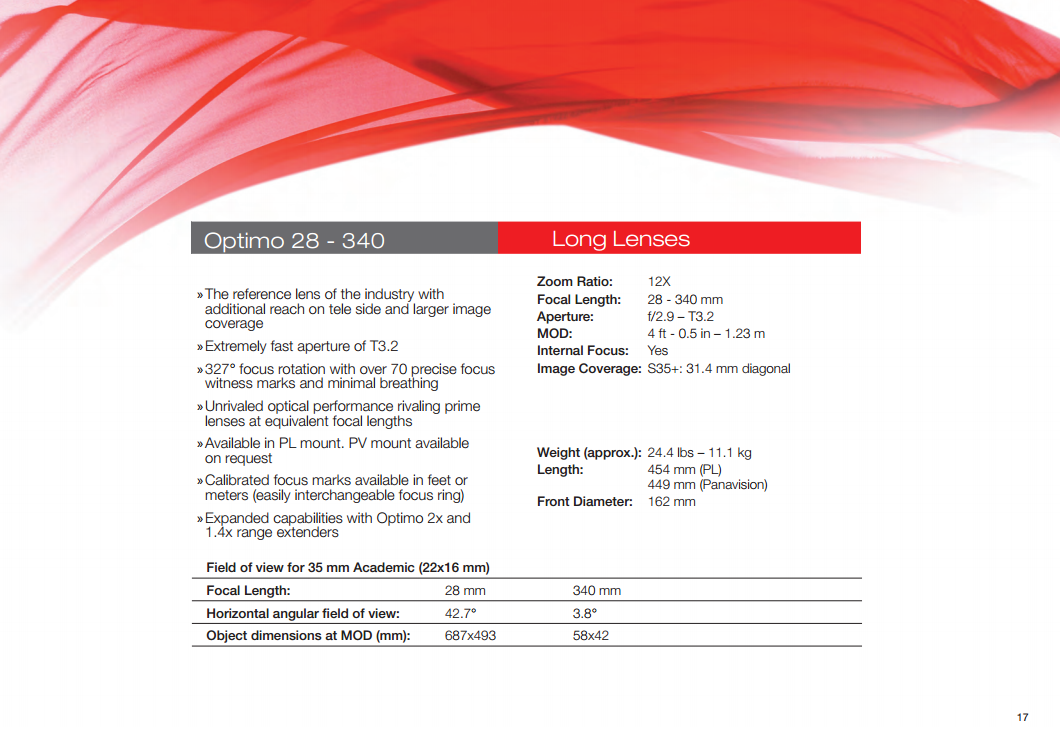 Optimo 28 - 340
Long Lenses
»The reference lens of the industry with
additional reach on tele side and larger image
coverage
»Extremely fast aperture of T3.2
»327° focus rotation with over 70 precise focus
witness marks and minimal breathing
»Unrivaled optical performance rivaling prime
lenses at equivalent focal lengths
»Available in PL mount. PV mount available
on request
»Calibrated focus marks available in feet or
meters (easily interchangeable focus ring)
»Expanded capabilities with Optimo 2x and
1.4x range extenders
Zoom Ratio: 12X
Focal Length: 28 - 340 mm
Aperture: f/2.9 – T3.2
MOD: 4 ft - 0.5 in – 1.23 m
Internal Focus: Yes
Image Coverage: S35+: 31.4 mm diagonal
Weight (approx.): 24.4 lbs – 11.1 kg
Length: 454 mm (PL)
449 mm (Panavision)
Front Diameter: 162 mm
Field of view for 35 mm Academic (22x16 mm)
Focal Length: 28 mm 340 mm
Horizontal angular field of view: 42.7° 3.8°
Object dimensions at MOD (mm): 687x493 58x42
17